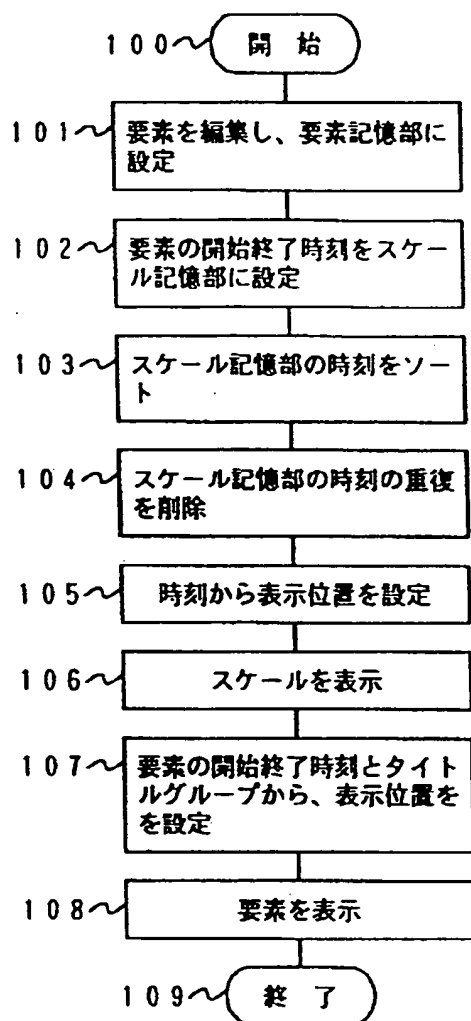 100 開 始
101 要素を編集し、要素記憶部に
設定
102 要素の開始終了時刻をスケー
ル記憶部に設定
103 スケール記憶部の時刻をソー
ト
104 スケール記憶部の時刻の重複
を削除
105 時刻から表示位置を設定
106 スケールを表示
107 要素の開始終了時刻とタイト
ルグループから、表示位置を
を設定
108 要素を表示
109 終 了